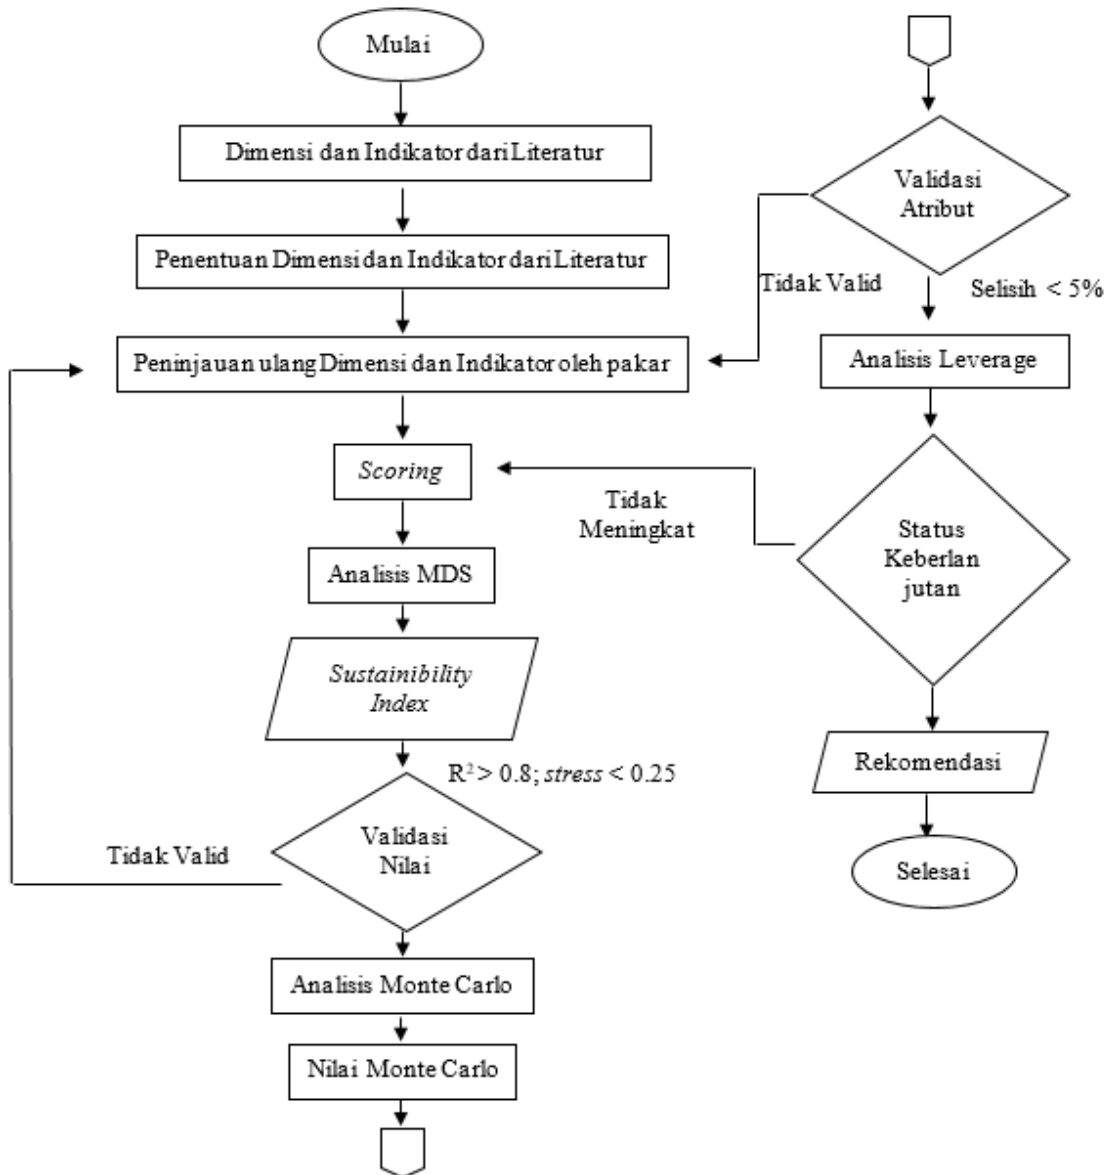 Mulai
Dimensi dan Indikator dari Literatur
Penentuan Dimensi dan Indikator dari Literatur
Peninjauan ulang Dimensi dan Indikator oleh pakar
Scoring
Analisis MDS
Sustainibility
Index
R² > 0.8; stress < 0.25
Validasi
Nilai
Tidak Valid
Analisis Monte Carlo
Nilai Monte Carlo
Validasi
Atribut
Tidak Valid
Selisih < 5%
Analisis Leverage
Tidak
Meningkat
Status
Keberlan
jutan
Rekomendasi
Selesai